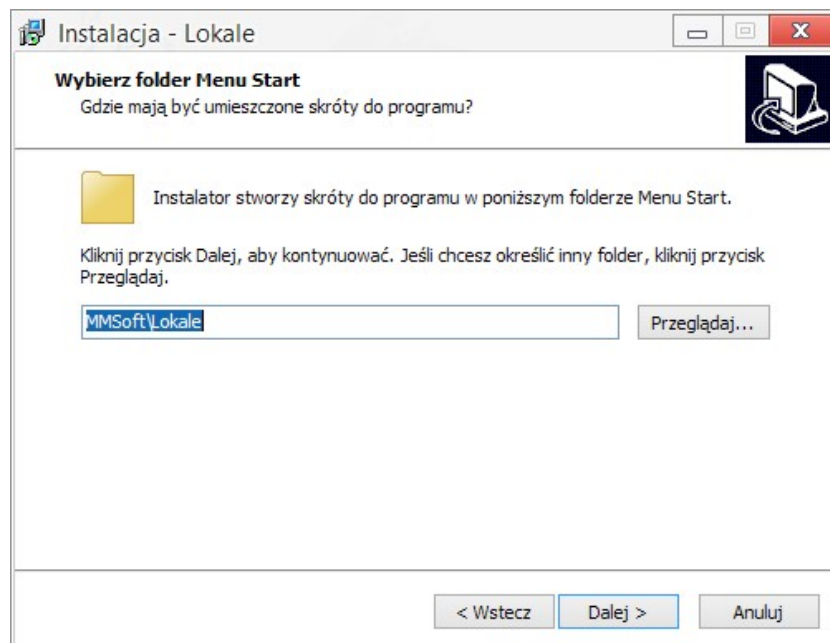 Instalacja - Lokale
Wybierz folder Menu Start
Gdzie mają być umieszczone skróty do programu?
Instalator stworzy skróty do programu w poniższym folderze Menu Start.
Kliknij przycisk Dalej, aby kontynuować. Jeśli chcesz określić inny folder, kliknij przycisk
Przeglądaj.
MMSoft\Lokale
Przeglądaj...
< Wstecz
Dalej >
Anuluj